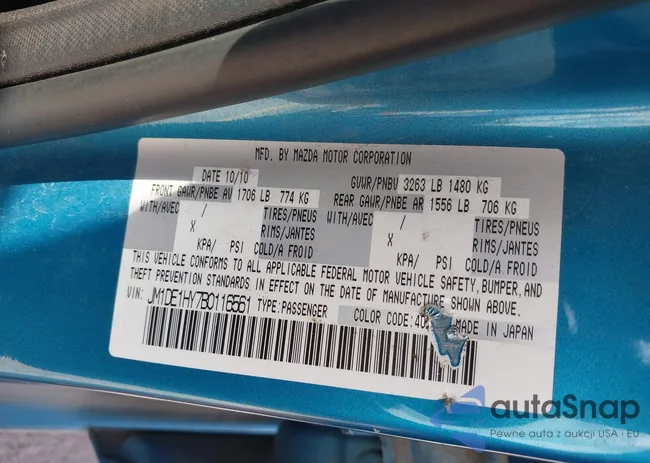 MFD. BY MAZDA MOTOR CORPORATION
DATE 10/10 GVWR/PNBV 3263 LB 1480 KG
FRONT GAWR/PNBE AV 1706 LB 774 KG REAR GAWR/PNBE AR 1556 LB 706 KG
WITH/AVEC / TIRES/PNEUS WITH/AVEC / TIRES/PNEUS
X RIMS/JANTES X RIMS/JANTES
KPA/ PSI COLD/A FROID KPA/ PSI COLD/A FROID
THIS VEHICLE CONFORMS TO ALL APPLICABLE FEDERAL MOTOR VEHICLE SAFETY, BUMPER, AND
THEFT PREVENTION STANDARDS IN EFFECT ON THE DATE OF MANUFACTURE SHOWN ABOVE.
VIN: JM1DE1HY7B0116561 TYPE:PASSENGER
COLOR CODE: MADE IN JAPAN
autaSnap
Pewne auta z aukcji USA i EU